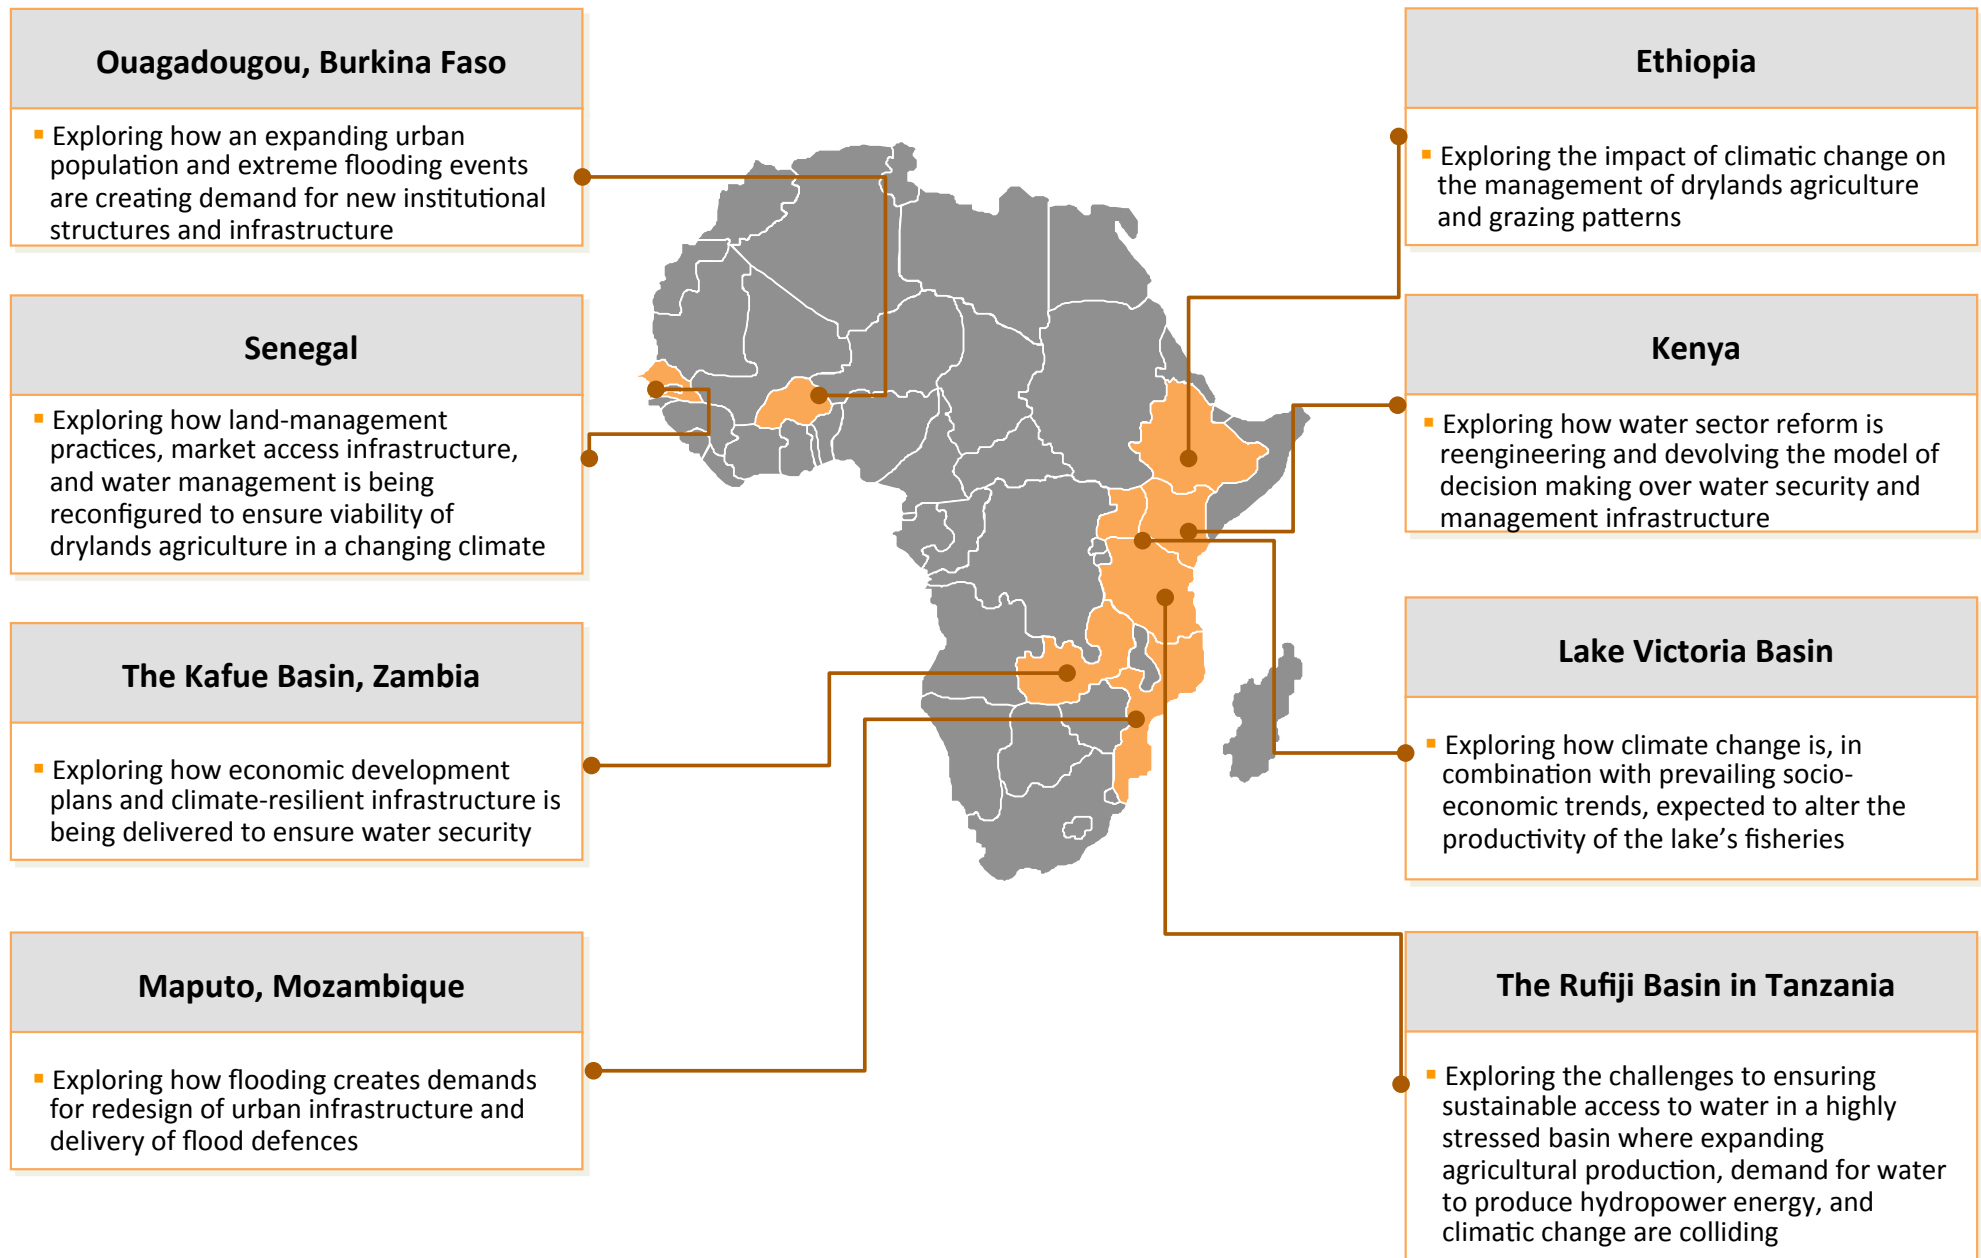 Ouagadougou, Burkina Faso
▪ Exploring how an expanding urban
population and extreme flooding events
are creating demand for new institutional
structures and infrastructure
Senegal
▪ Exploring how land-management
practices, market access infrastructure,
and water management is being
reconfigured to ensure viability of
drylands agriculture in a changing climate
The Kafue Basin, Zambia
▪ Exploring how economic development
plans and climate-resilient infrastructure is
being delivered to ensure water security
Maputo, Mozambique
▪ Exploring how flooding creates demands
for redesign of urban infrastructure and
delivery of flood defences
Ethiopia
▪ Exploring the impact of climatic change on
the management of drylands agriculture
and grazing patterns
Kenya
▪ Exploring how water sector reform is
reengineering and devolving the model of
decision making over water security and
management infrastructure
Lake Victoria Basin
▪ Exploring how climate change is, in
combination with prevailing socio-
economic trends, expected to alter the
productivity of the lake’s fisheries
The Rufiji Basin in Tanzania
▪ Exploring the challenges to ensuring
sustainable access to water in a highly
stressed basin where expanding
agricultural production, demand for water
to produce hydropower energy, and
climatic change are colliding